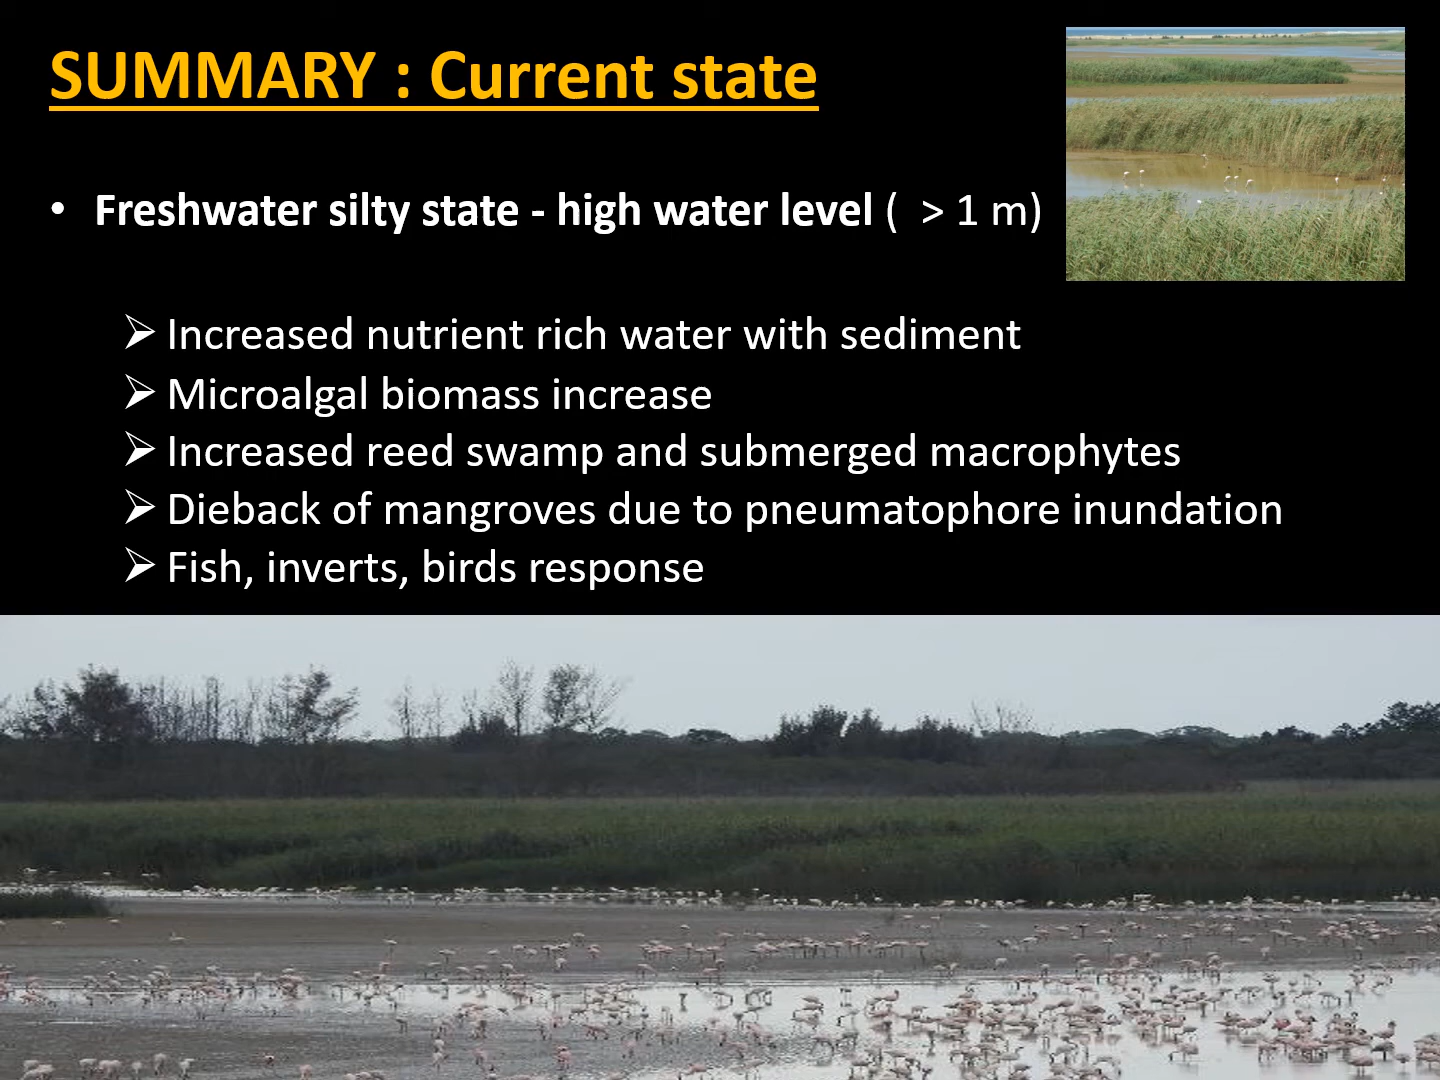 SUMMARY : Current state
• Freshwater silty state - high water level (  > 1 m)
➢ Increased nutrient rich water with sediment
➢ Microalgal biomass increase
➢ Increased reed swamp and submerged macrophytes
➢ Dieback of mangroves due to pneumatophore inundation
➢ Fish, inverts, birds response